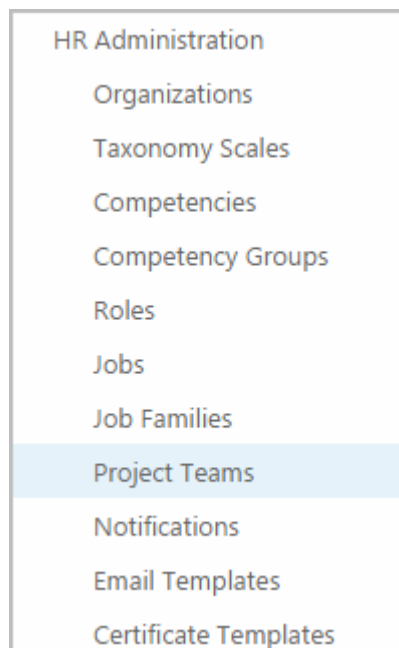 HR Administration
Organizations
Taxonomy Scales
Competencies
Competency Groups
Roles
Jobs
Job Families
Project Teams
Notifications
Email Templates
Certificate Templates